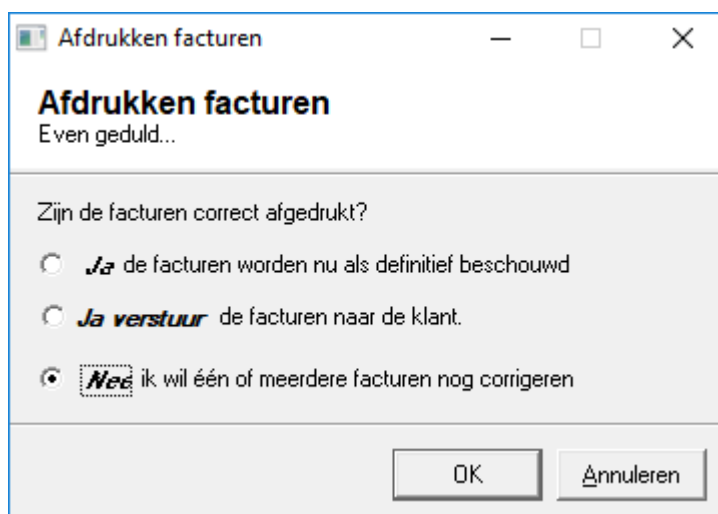 Afdrukken facturen
Afdrukken facturen
Even geduld...
Zijn de facturen correct afgedrukt?
Ja de facturen worden nu als definitief beschouwd
Ja verstuur de facturen naar de klant.
Nee ik wil één of meerdere facturen nog corrigeren
OK
Annuleren